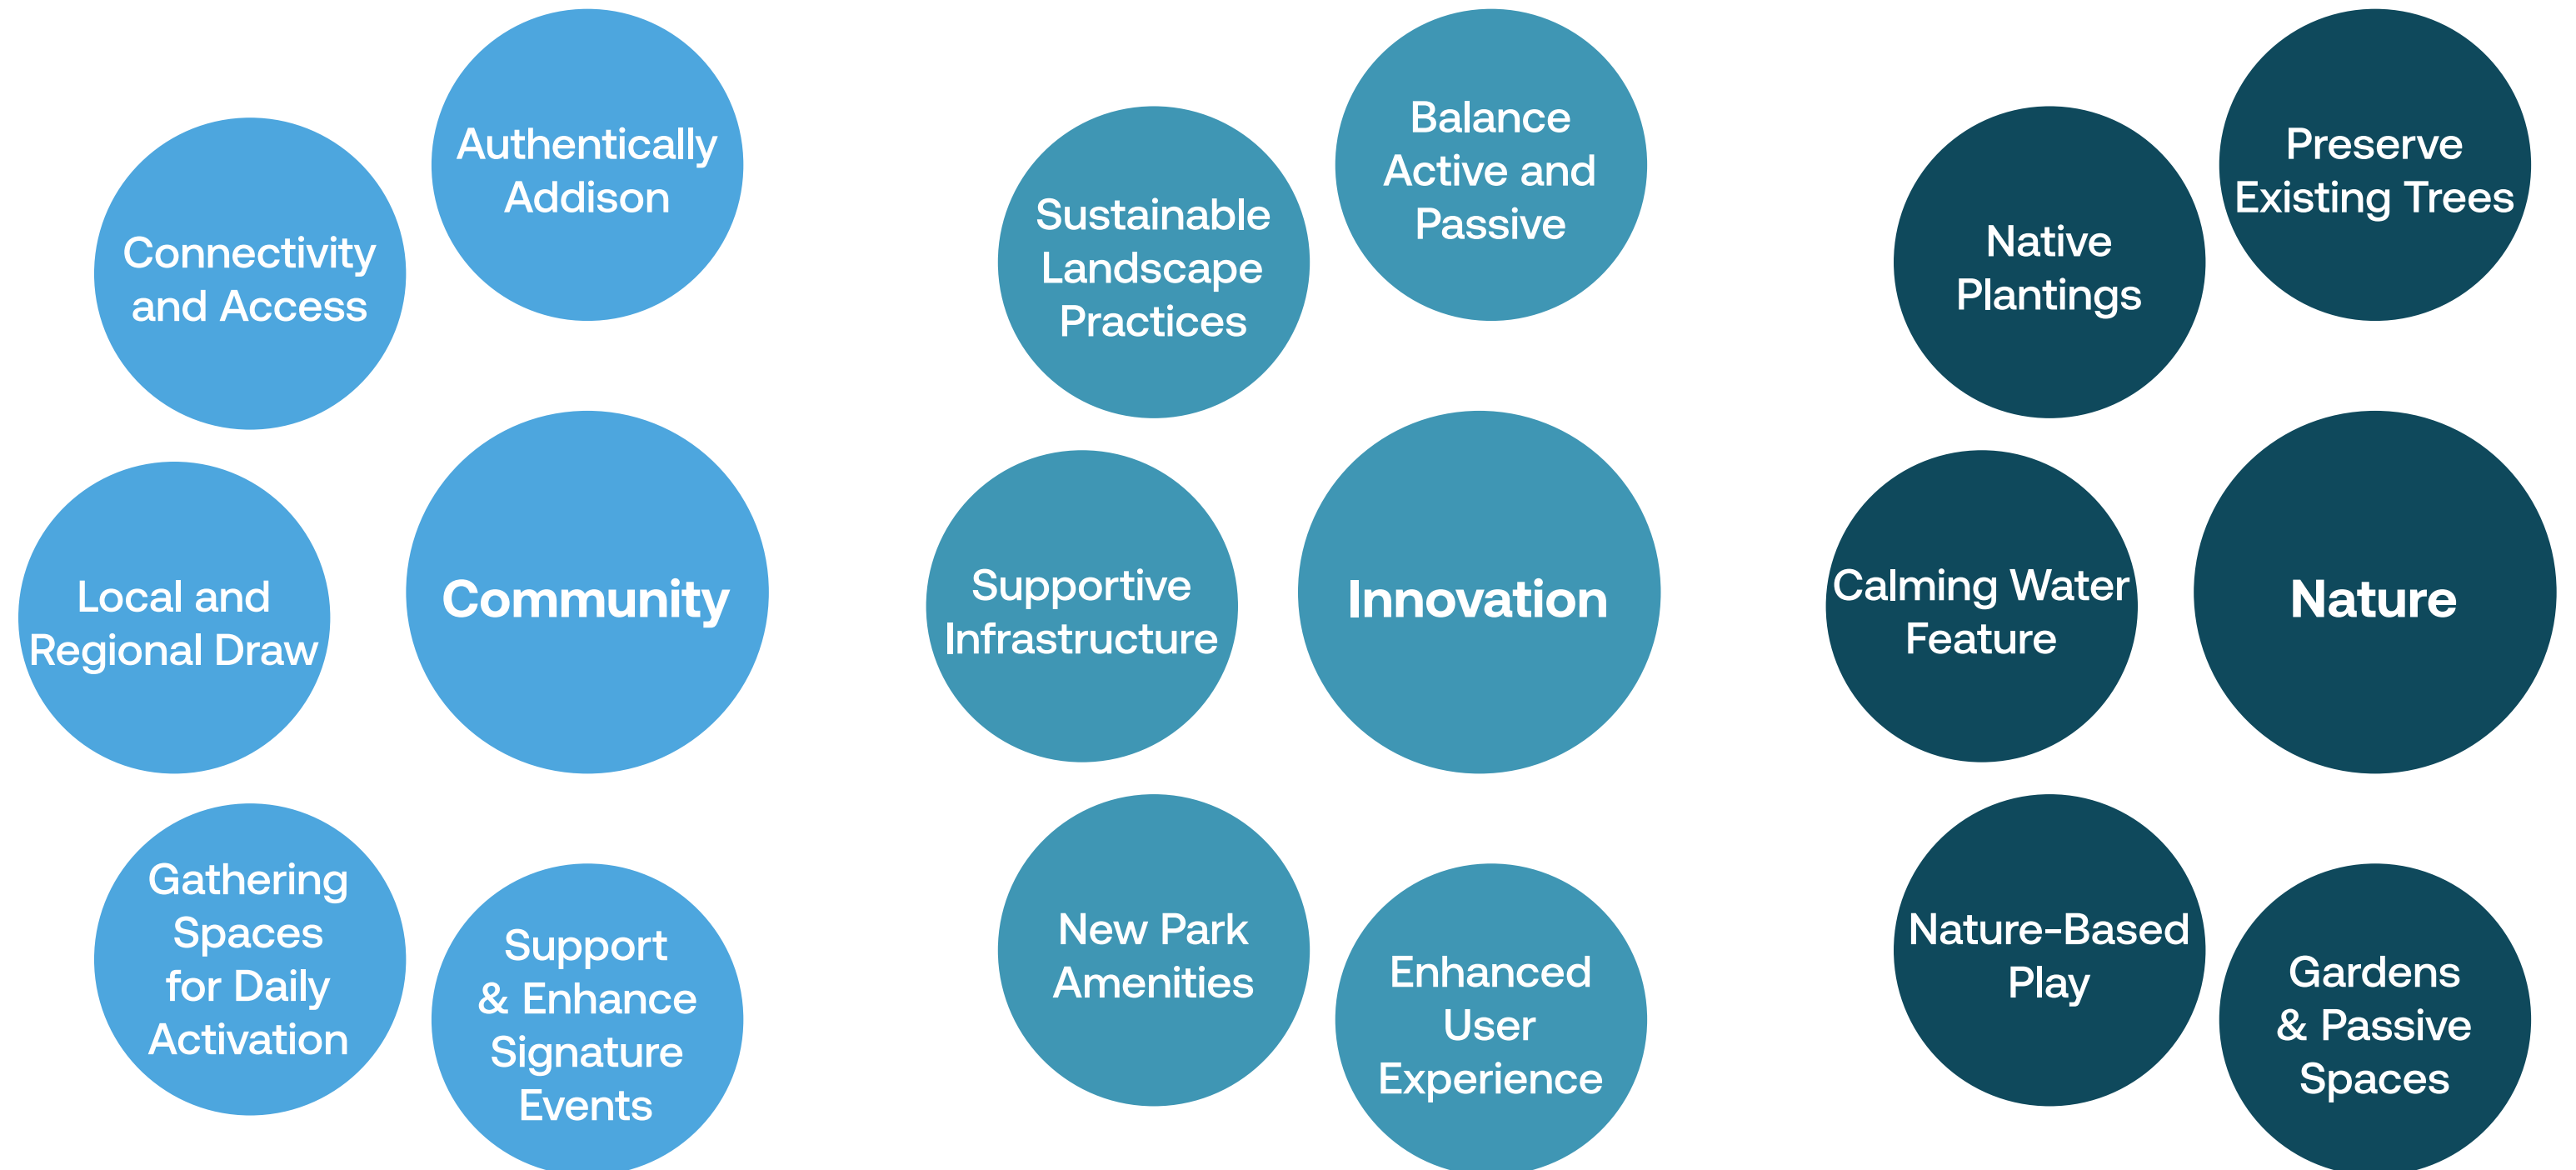 Authentically
Addison
Connectivity
and Access
Local and
Regional Draw
Community
Gathering
Spaces
for Daily
Activation
Support
& Enhance
Signature
Events
Balance
Active and
Passive
Sustainable
Landscape
Practices
Supportive
Infrastructure
Innovation
New Park
Amenities
Enhanced
User
Experience
Preserve
Existing Trees
Native
Plantings
Calming Water
Feature
Nature
Nature-Based
Play
Gardens
& Passive
Spaces